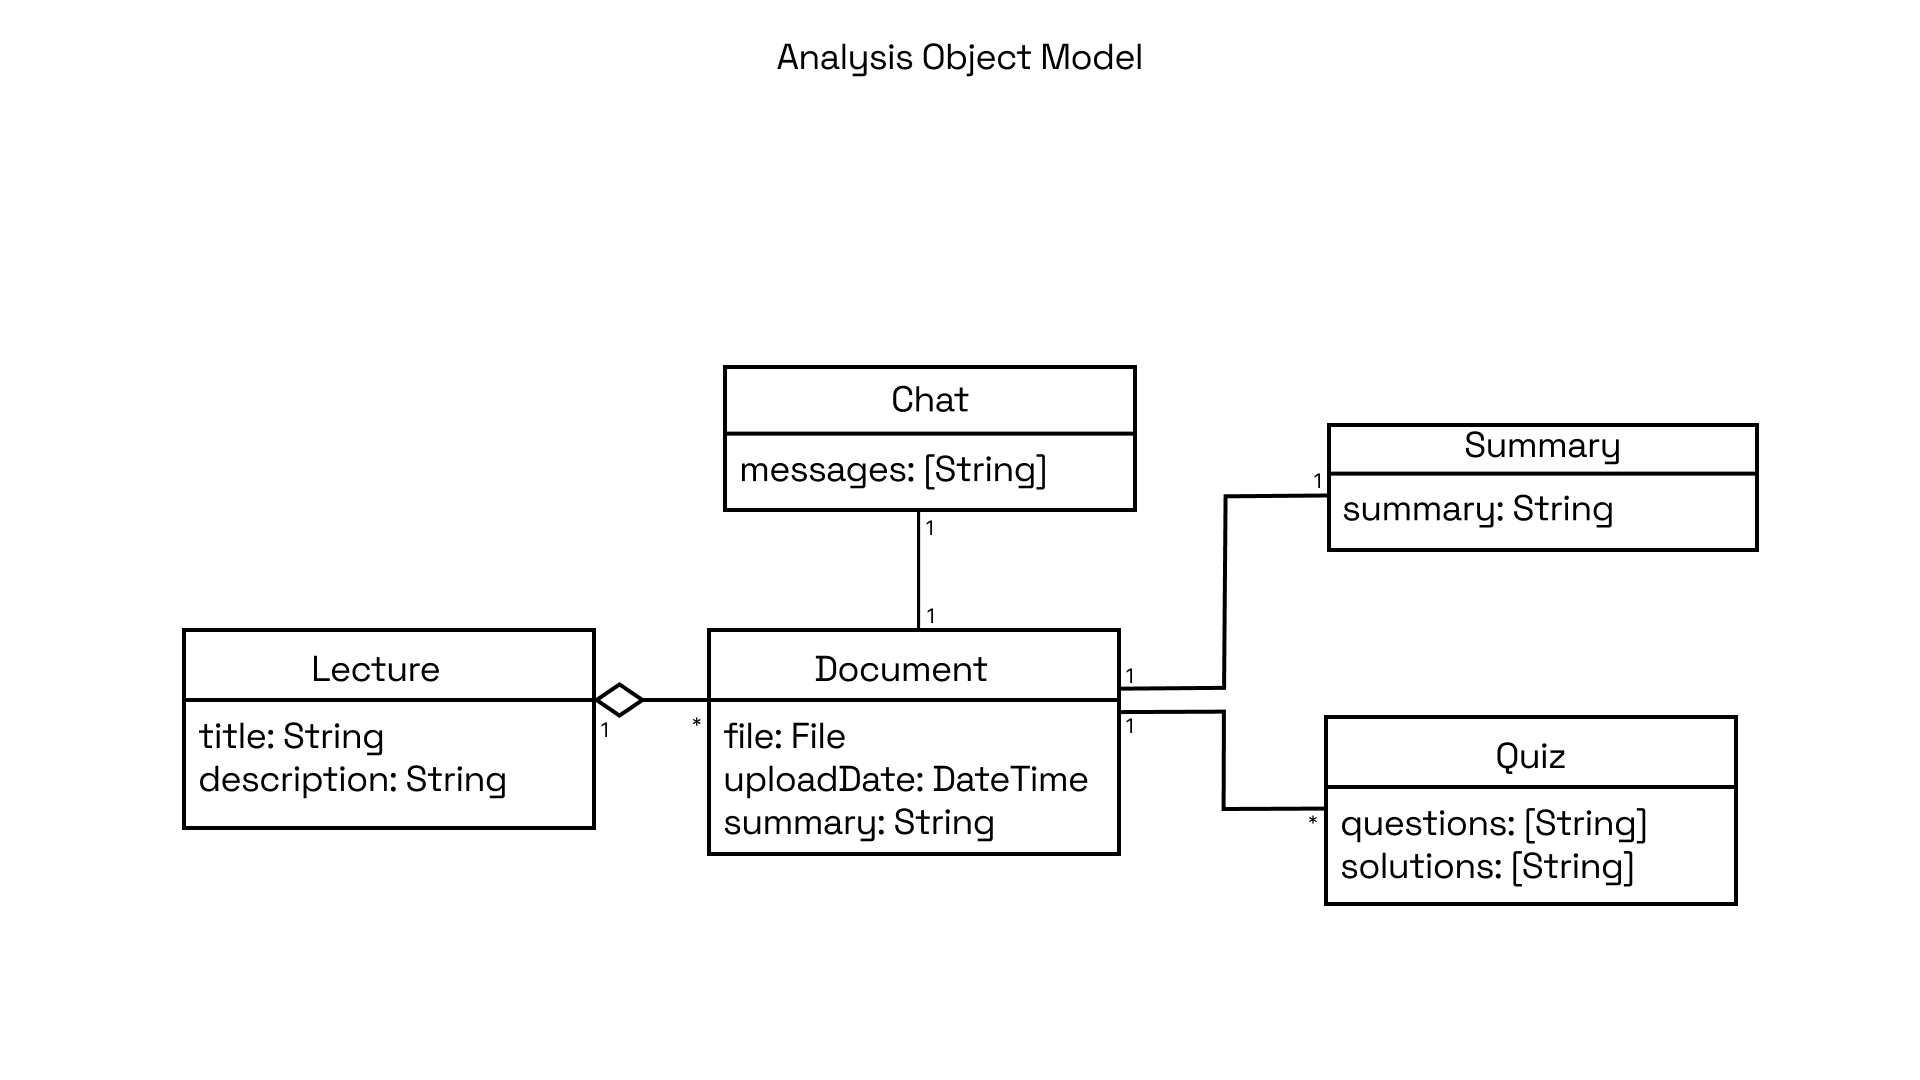 Analysis Object Model
Chat
messages: [String]
1
1
Summary
1
summary: String
Lecture
title: String
description: String
1
*
Document
file: File
uploadDate: DateTime
summary: String
1
1
Quiz
*
questions: [String]
solutions: [String]